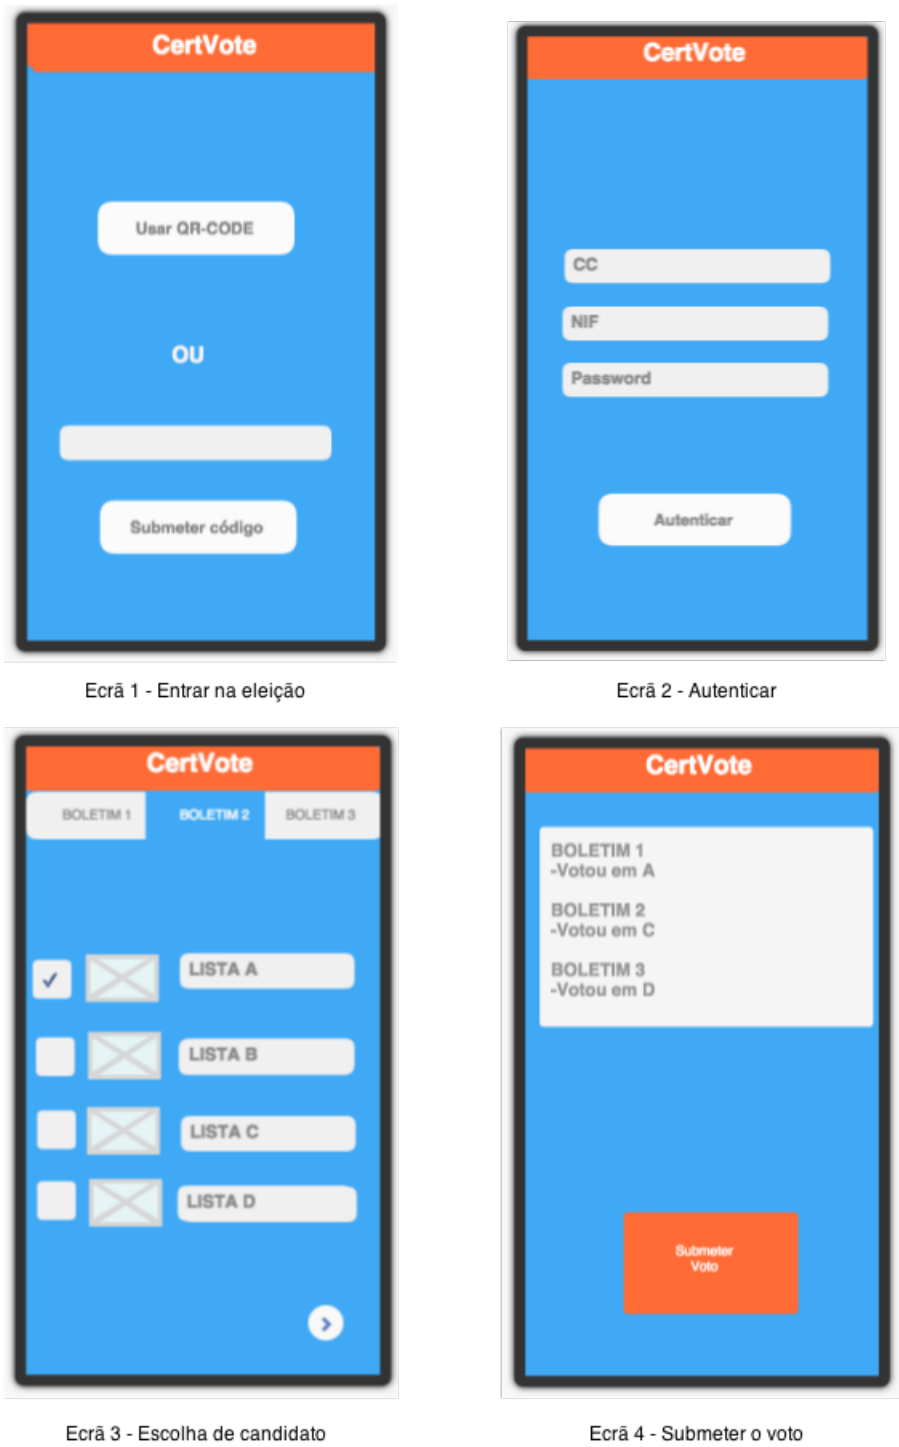 CertVote
Usar QR-CODE
OU
Submeter código
Ecrã 1 - Entrar na eleição
CertVote
CC
NIF
Password
Autenticar
Ecrã 2 - Autenticar
CertVote
BOLETIM 1
BOLETIM 2
BOLETIM 3
LISTA A
LISTA B
LISTA C
LISTA D
Ecrã 3 - Escolha de candidato
CertVote
BOLETIM 1
-Votou em A
BOLETIM 2
-Votou em C
BOLETIM 3
-Votou em D
Submeter
Voto
Ecrã 4 - Submeter o voto